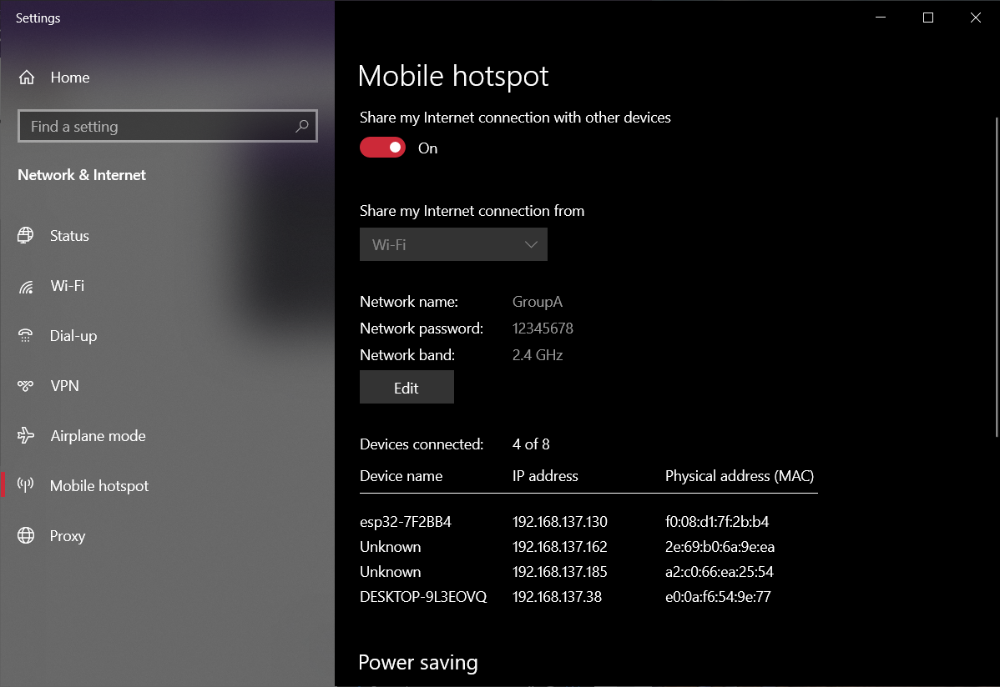 Settings
Home
Find a setting
Network & Internet
Status
Wi-Fi
Dial-up
VPN
Airplane mode
Mobile hotspot
Proxy
Mobile hotspot
Share my Internet connection with other devices
On
Share my Internet connection from
Wi-Fi
Network name: GroupA
Network password: 12345678
Network band: 2.4 GHz
Edit
Devices connected: 4 of 8
Device name IP address Physical address (MAC)
esp32-7F2BB4 192.168.137.130 f0:08:d1:7f:2b:b4
Unknown 192.168.137.162 2e:69:b0:6a:9e:ea
Unknown 192.168.137.185 a2:c0:66:ea:25:54
DESKTOP-9L3EOVQ 192.168.137.38 e0:0a:f6:54:9e:77
Power saving